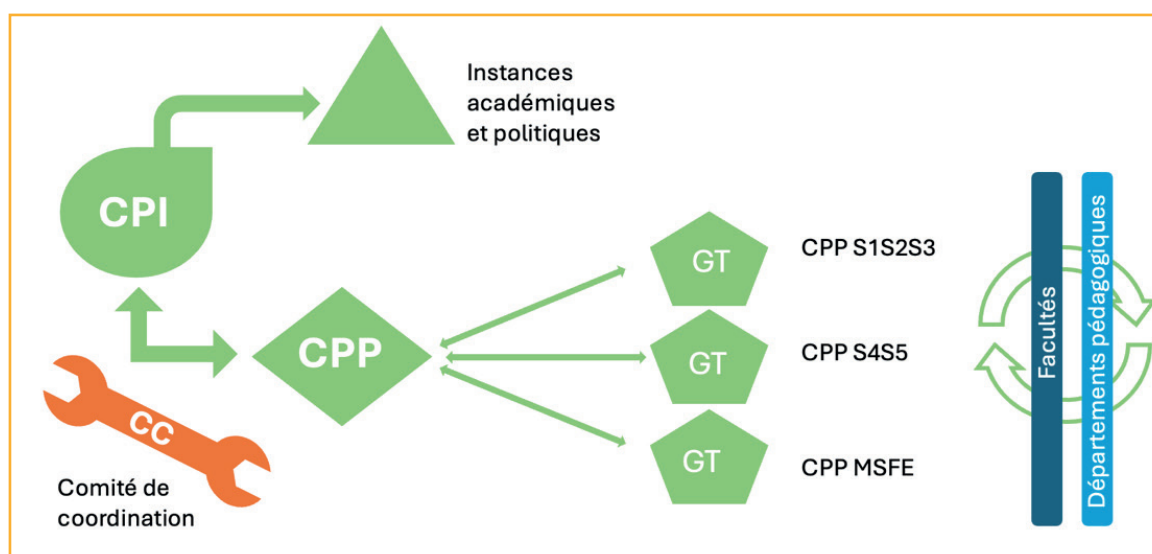 Instances
académiques
et politiques
CPI
CPP
CC
Comité de
coordination
GT
CPP S1S2S3
GT
CPP S4S5
GT
CPP MSFE
Facultés
Départements pédagogiques